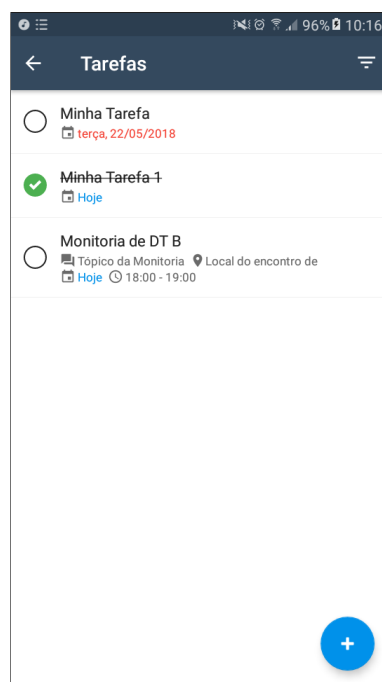 96% 10:16
Tarefas
Minha Tarefa
terça, 22/05/2018
Minha Tarefa 1
Hoje
Monitoria de DT B
Tópico da Monitoria Local do encontro de
Hoje 18:00 - 19:00
+